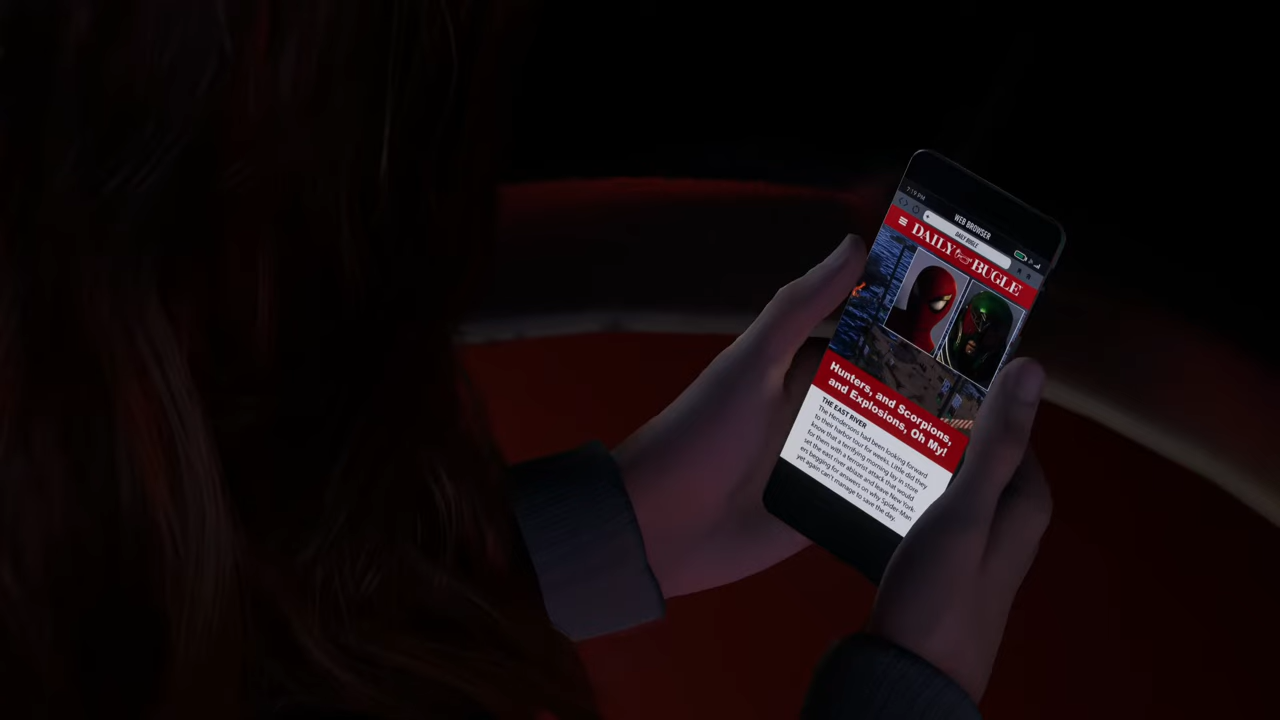 7:19 PM
WEB BROWSER
DAILY BUGLE
DAILY BUGLE
Hunters, and Scorpions,
and Explosions, Oh My!
THE EAST RIVER
The Hendersons had been looking forward
to their harbor tour for weeks. Little did they
know that a terrifying morning lay in store
for them with a terrorist attack that would
set the east river ablaze and leave New York-
ers begging for answers on why Spider-Man
yet again can't manage to save the day.